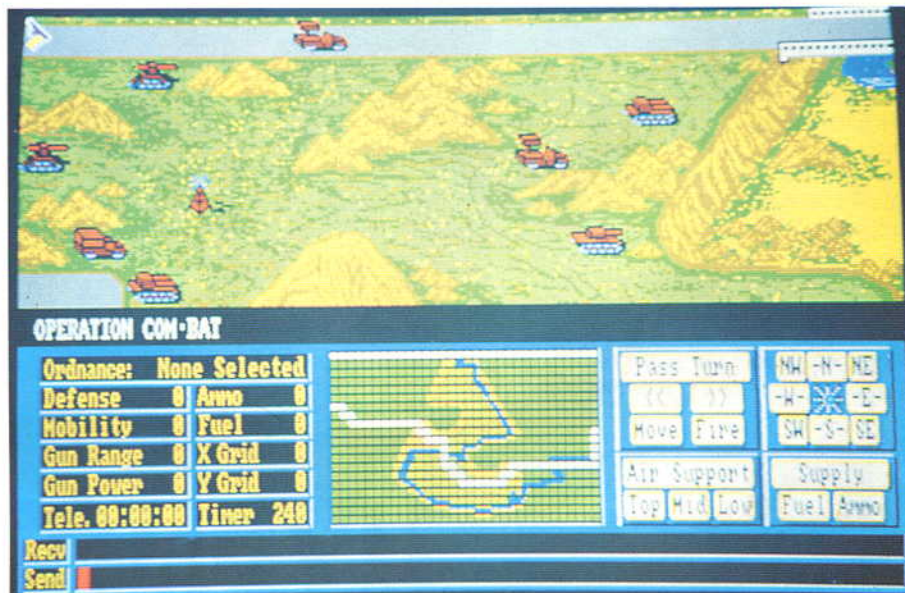 OPERATION COM·BAT
Ordnance: None Selected
Defense 0 Ammo 0
Mobility 0 Fuel 0
Gun Range 0 X Grid 0
Gun Power 0 Y Grid 0
Tele. 00:00:00 Timer 240
Pass Turn
<< >>
Move Fire
Air Support
Top Mid Low
NW -N- NE
-W- -E-
SW -S- SE
Supply
Fuel Ammo
Recv
Send